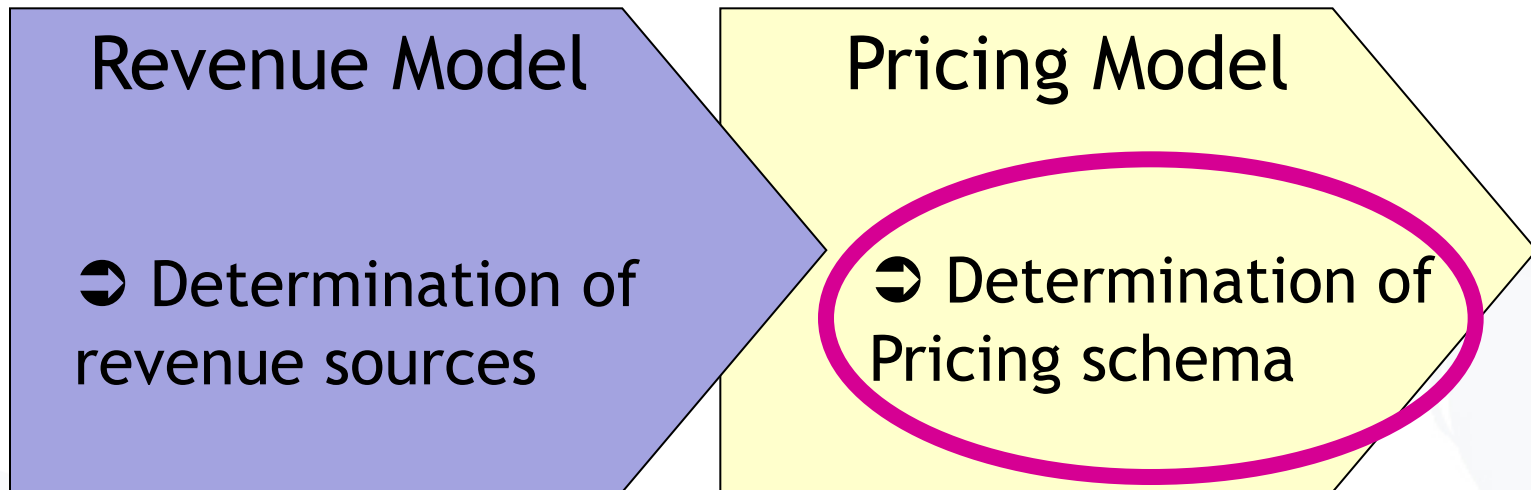 Revenue Model
➲ Determination of
revenue sources
Pricing Model
➲ Determination of
Pricing schema